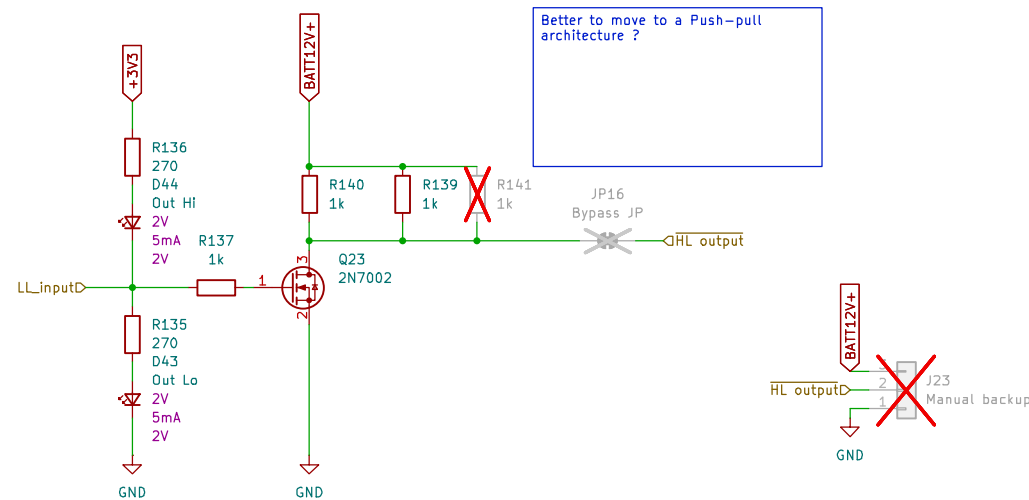 Better to move to a Push-pull
architecture ?
+3V3
BATT12V+
R136
270
D44
Out Hi
2V
5mA
2V
R140
1k
R139
1k
R141
1k
JP16
Bypass JP
HL output
R137
1k
LL_input
1
3
2
Q23
2N7002
R135
270
D43
Out Lo
2V
5mA
2V
GND
GND
BATT12V+
HL output
3
2
1
J23
Manual backup
GND